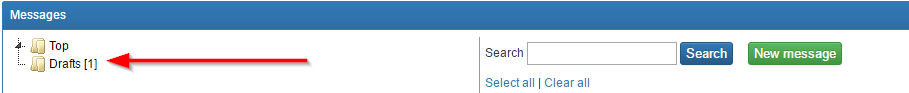 Messages
Top
Drafts [1]
Search Search New message
Select all | Clear all